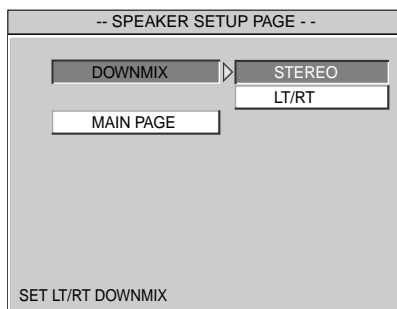 -- SPEAKER SETUP PAGE - -
DOWNMIX STEREO
LT/RT
MAIN PAGE
SET LT/RT DOWNMIX